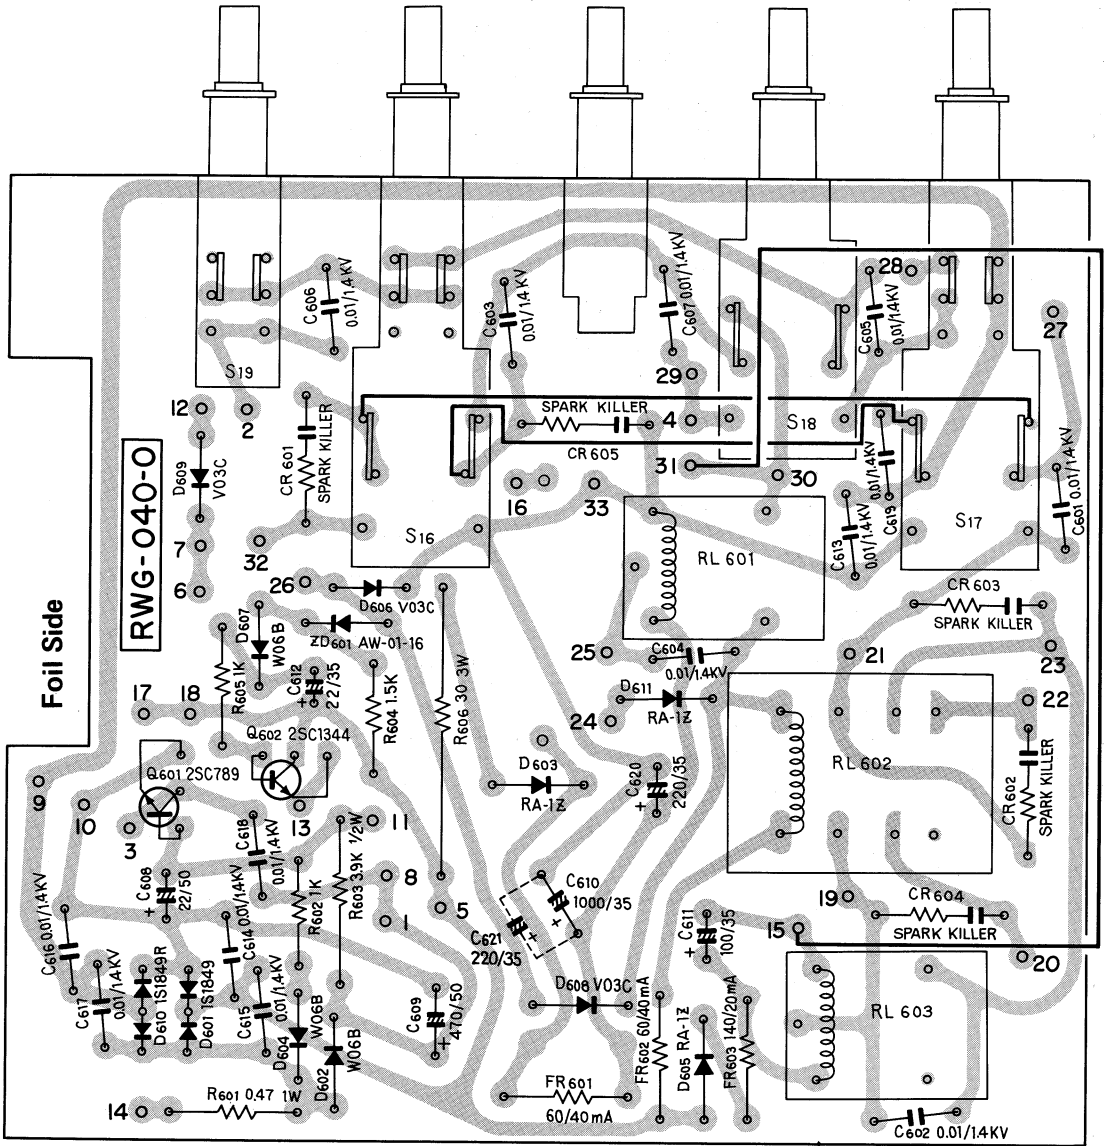 28
27
C606 0.01/1.4KV
C603 0.01/1.4KV
C607 0.01/1.4KV
C605 0.01/1.4KV
S19
29
12
2
SPARK KILLER
CR605
4
S18
31
30
D609 V03C
CR601 SPARK KILLER
16
33
C619 0.01/1.4KV
C613 0.01/1.4KV
S17
C601 0.01/1.4KV
RWG-040-0
7
32
S16
RL 601
6
26
D606 V03C
CR603
SPARK KILLER
Foil Side
D607 W06B
ZD601 AW-01-16
25
C604
0.01/1.4KV
21
23
R605 1K
C612 22/35
+
R604 1.5K
R606 30 3W
D611
RA-1Z
22
17
18
24
Q602 2SC1344
Q601 2SC789
D603
RA-1Z
C620 220/35
+
RL 602
CR602 SPARK KILLER
9
10
3
13
11
C618 0.01/1.4KV
R603 3.9K 1/2W
C608 22/50
+
R602 1K
8
C610
1000/35
+
19
CR604
SPARK KILLER
5
1
C616 0.01/1.4KV
C614 0.01/1.4KV
C621
220/35
+
C611 100/35
+
15
20
C617 0.01/1.4KV
D610 1S1849R
D601 1S1849
C615 0.01/1.4KV
D604 W06B
D602 W06B
C609 470/50
+
D608 V03C
FR602 60/40mA
D605 RA-1Z
FR603 140/20mA
RL 603
14
R601 0.47 1W
FR601
60/40mA
C602 0.01/1.4KV